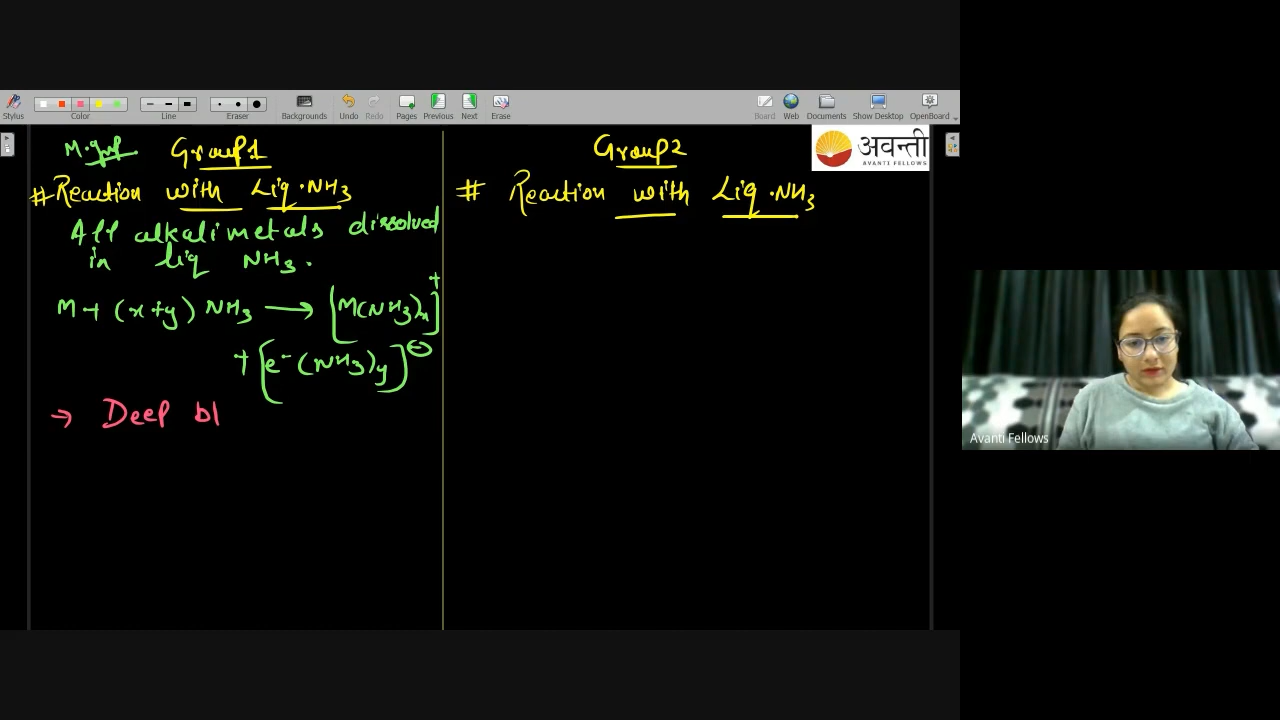 Stylus
Color
Line
Eraser
Backgrounds
Undo
Redo
Pages
Previous
Next
Erase
Board
Web
Documents
Show Desktop
OpenBoard
अवन्ती
AVANTI FELLOWS
Group 1
# Reaction with Liq. NH3
All alkali metals dissolved
in liq NH3.
M + (x+y) NH3 → [M(NH3)x]+
+ [e-(NH3)y]⊖
→ Deep bl
Group 2
# Reaction with Liq. NH3
Avanti Fellows